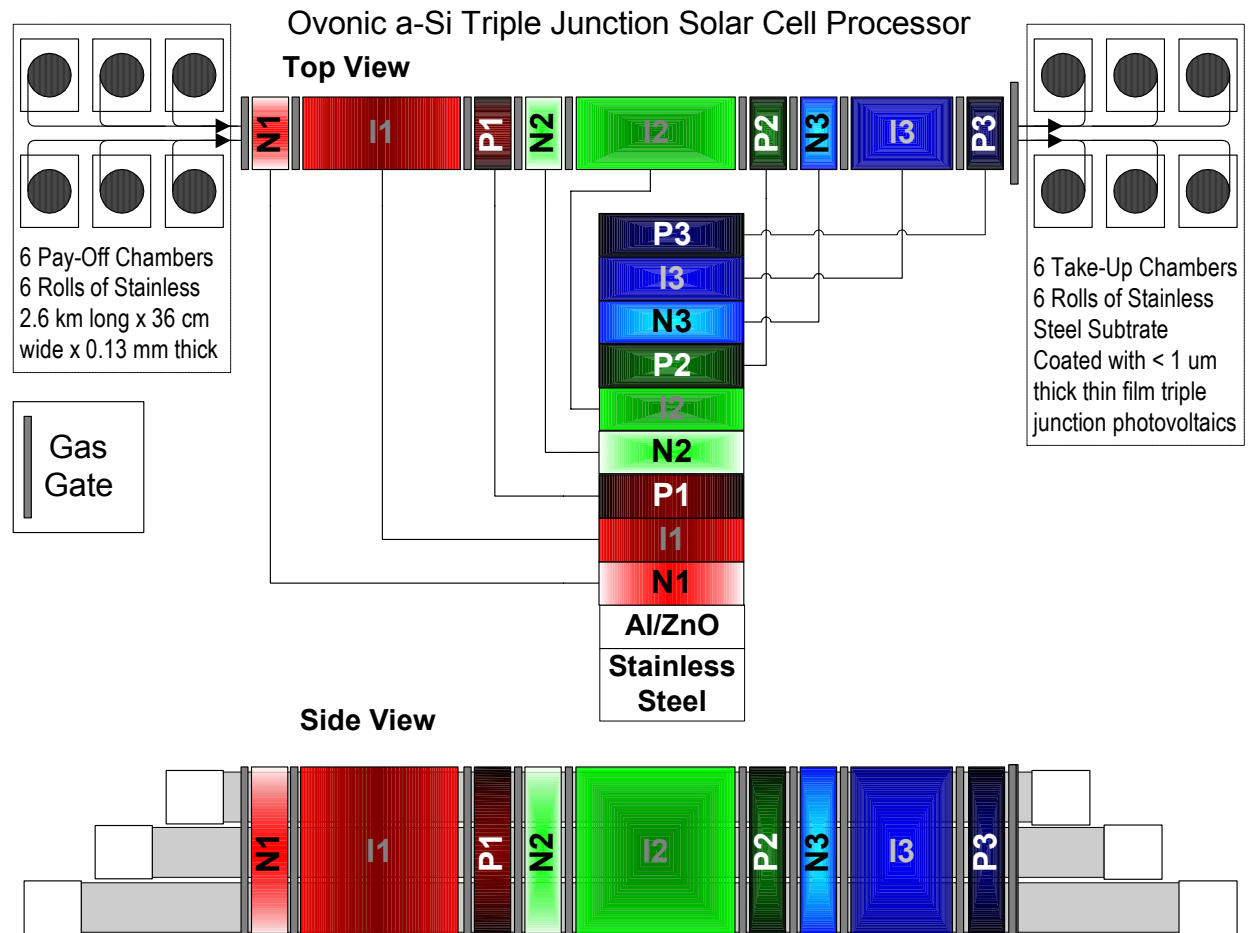 Ovonic a-Si Triple Junction Solar Cell Processor
Top View
N1
I1
P1
N2
I2
P2
N3
I3
P3
6 Pay-Off Chambers
6 Rolls of Stainless
2.6 km long x 36 cm
wide x 0.13 mm thick
6 Take-Up Chambers
6 Rolls of Stainless
Steel Subtrate
Coated with < 1 um
thick thin film triple
junction photovoltaics
Gas
Gate
P3
I3
N3
P2
I2
N2
P1
I1
N1
Al/ZnO
Stainless
Steel
Side View
N1
I1
P1
N2
I2
P2
N3
I3
P3